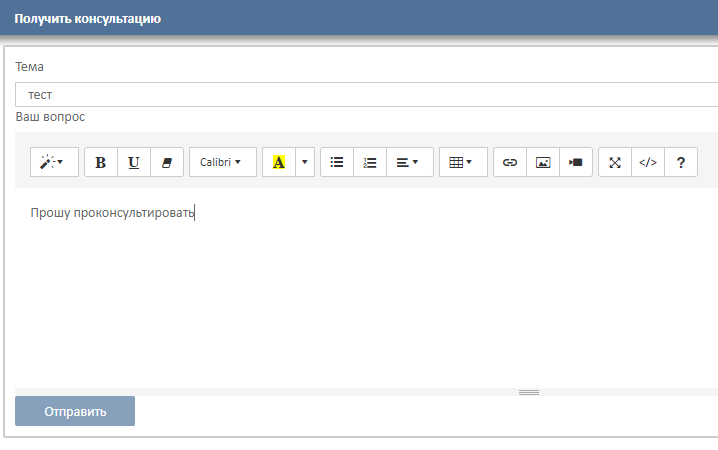 Получить консультацию
Тема
тест
Ваш вопрос
B U Calibri A </> ?
Прошу проконсультировать
Отправить